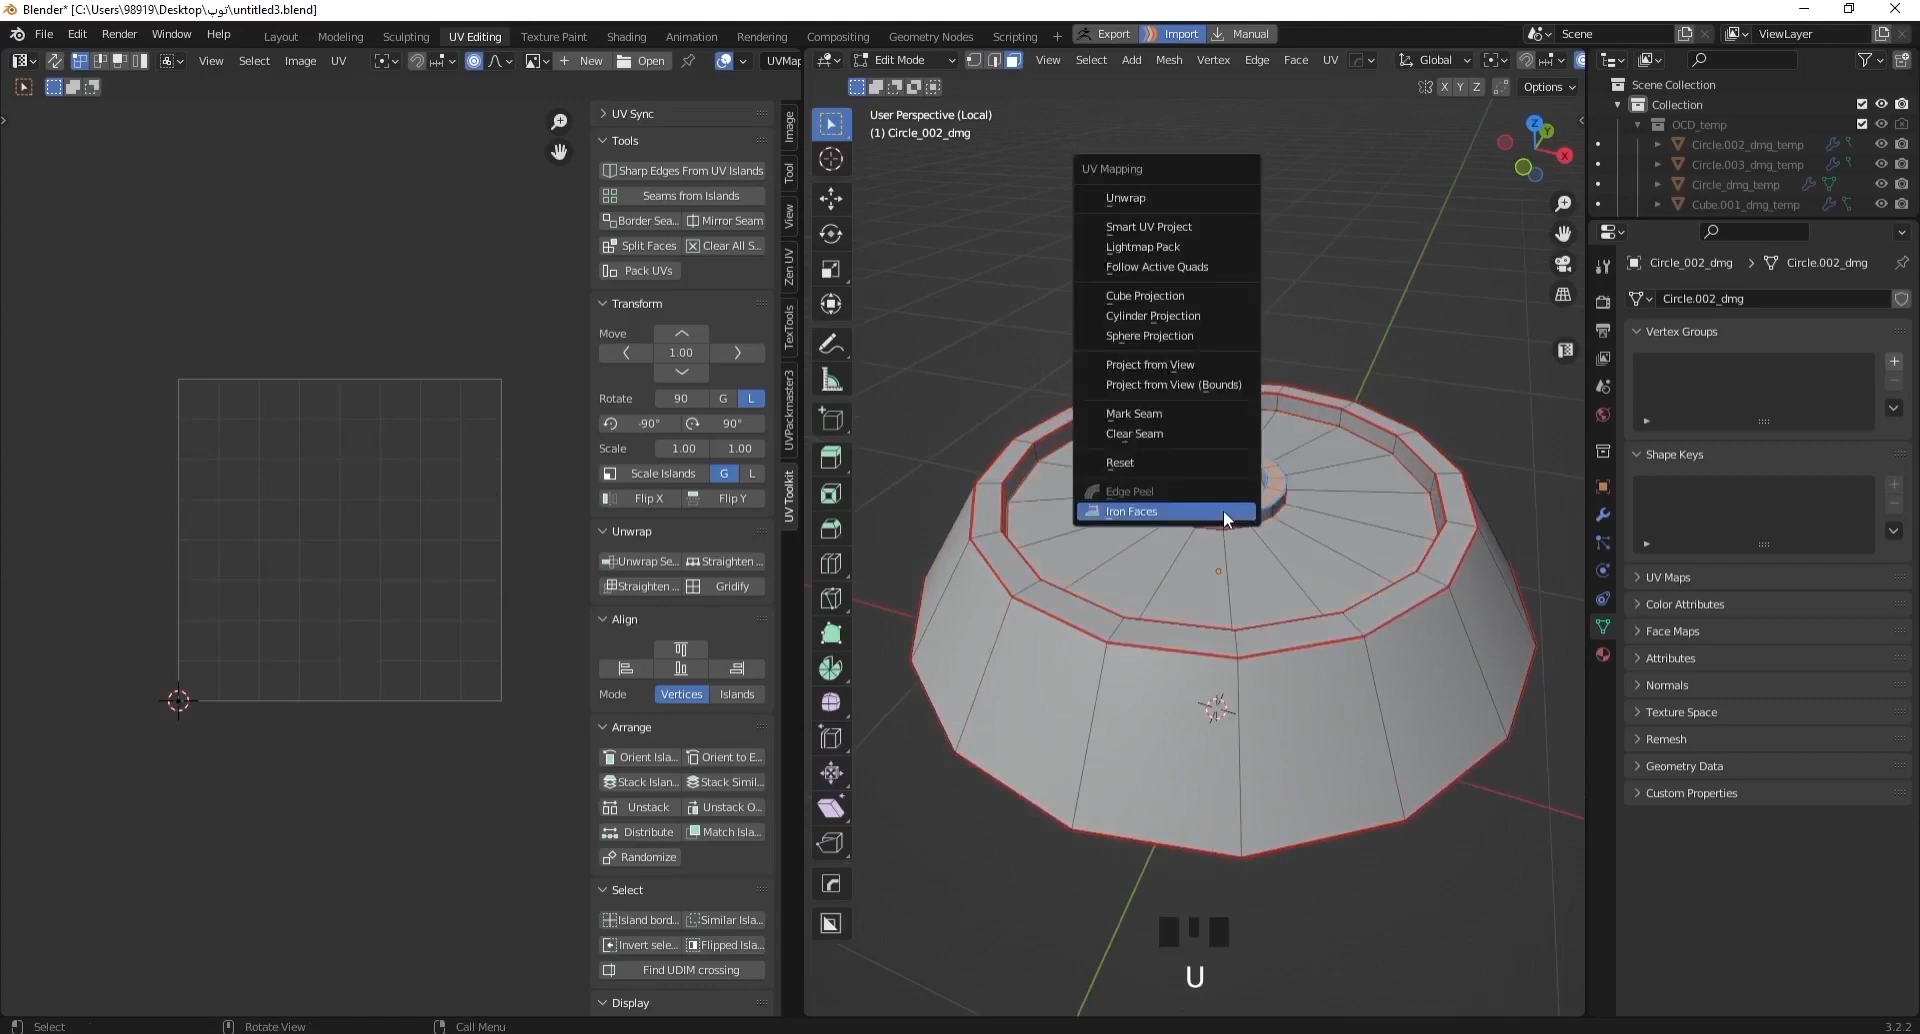 Blender* [C:\Users\98919\Desktop\توپ\untitled3.blend]
File Edit Render Window Help Layout Modeling Sculpting UV Editing Texture Paint Shading Animation Rendering Compositing Geometry Nodes Scripting Export Import Manual Scene ViewLayer
View Select Image UV New Open UVMap
Edit Mode View Select Add Mesh Vertex Edge Face UV Global
X Y Z Options
User Perspective (Local)
(1) Circle_002_dmg
UV Sync
Tools
Sharp Edges From UV Islands
Seams from Islands
Border Sea... Mirror Seam
Split Faces Clear All S...
Pack UVs
Transform
Move
1.00
Rotate 90 G L
-90° 90°
Scale 1.00 1.00
Scale Islands G L
Flip X Flip Y
Unwrap
Unwrap Se... Straighten ...
Straighten ... Gridify
Align
Mode Vertices Islands
Arrange
Orient Isla... Orient to E...
Stack Islan... Stack Simil...
Unstack Unstack O...
Distribute Match Isla...
Randomize
Select
Island bord... Similar Isla...
Invert sele... Flipped Isla...
Find UDIM crossing
Display
Image
Tool
View
Zen UV
TexTools
UVPackmaster3
UV Toolkit
UV Mapping
Unwrap
Smart UV Project
Lightmap Pack
Follow Active Quads
Cube Projection
Cylinder Projection
Sphere Projection
Project from View
Project from View (Bounds)
Mark Seam
Clear Seam
Reset
Edge Peel
Iron Faces
Z
Y
X
U
Scene Collection
Collection
OCD_temp
Circle.002_dmg_temp
Circle.003_dmg_temp
Circle_dmg_temp
Cube.001_dmg_temp
Circle_002_dmg Circle.002_dmg
Circle.002_dmg
Vertex Groups
Shape Keys
UV Maps
Color Attributes
Face Maps
Attributes
Normals
Texture Space
Remesh
Geometry Data
Custom Properties
Select Rotate View Call Menu 3.2.2